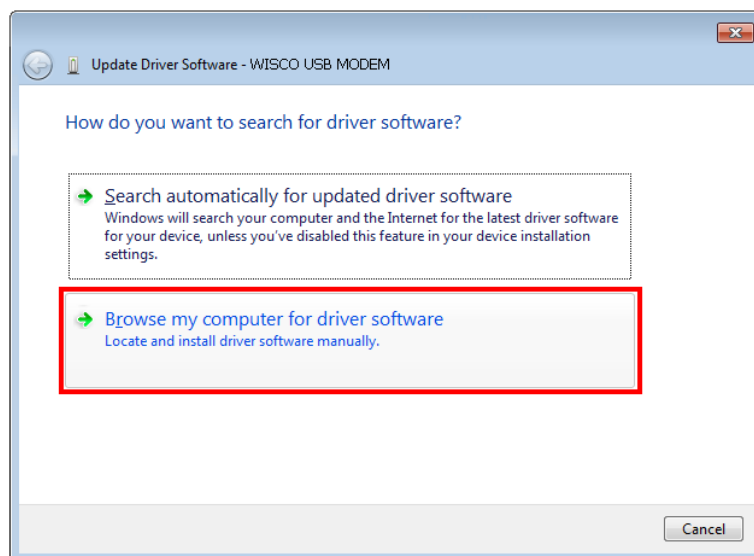 Update Driver Software - WISCO USB MODEM
How do you want to search for driver software?
Search automatically for updated driver software
Windows will search your computer and the Internet for the latest driver software
for your device, unless you've disabled this feature in your device installation
settings.
Browse my computer for driver software
Locate and install driver software manually.
Cancel